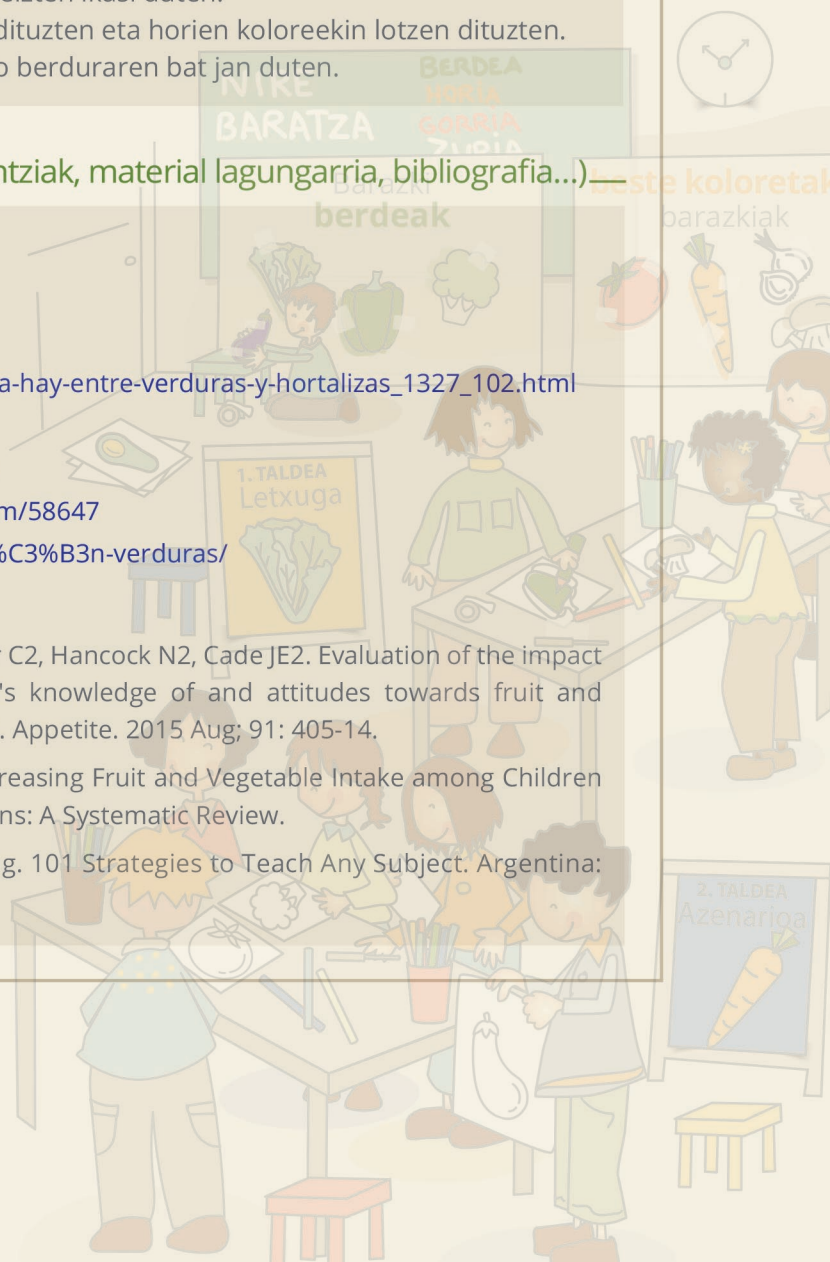 dituzten eta horien koloreekin lotzen dituzten.
o berduraren bat jan duten.
NIRE
BARATZA
BERDEA
HORIA
GORRIA
ZURIA
ntziak, material lagungarria, bibliografia...)
Barazki
berdeak
beste koloretak
barazkiak
a-hay-entre-verduras-y-hortalizas_1327_102.html
1. TALDEA
Letxuga
m/58647
%C3%B3n-verduras/
C2, Hancock N2, Cade JE2. Evaluation of the impact
's knowledge of and attitudes towards fruit and
. Appetite. 2015 Aug; 91: 405-14.
reasing Fruit and Vegetable Intake among Children
ns: A Systematic Review.
g. 101 Strategies to Teach Any Subject. Argentina:
2. TALDEA
Azenarioa